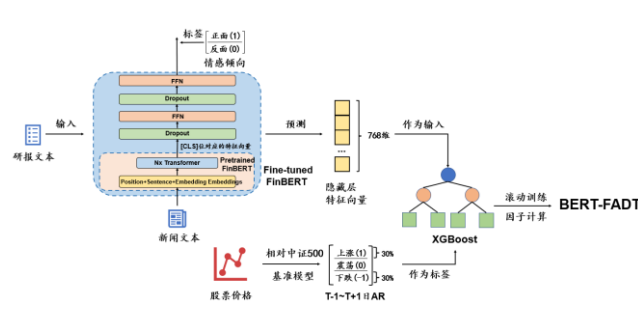 标签
正面(1)
反面(0)
情感倾向
FFN
Dropout
FFN
Dropout
[CLS]位对应的特征向量
Nx Transformer
Pretrained
FinBERT
Position+Sentence+Embedding Embeddings
Fine-tuned
FinBERT
研报文本
输入
新闻文本
预测
...
768维
隐藏层
特征向量
作为输入
XGBoost
滚动训练
因子计算
BERT-FADT
股票价格
相对中证500
基准模型
上涨(1)
震荡(0)
下跌(-1)
30%
30%
T-1~T+1日AR
作为标签